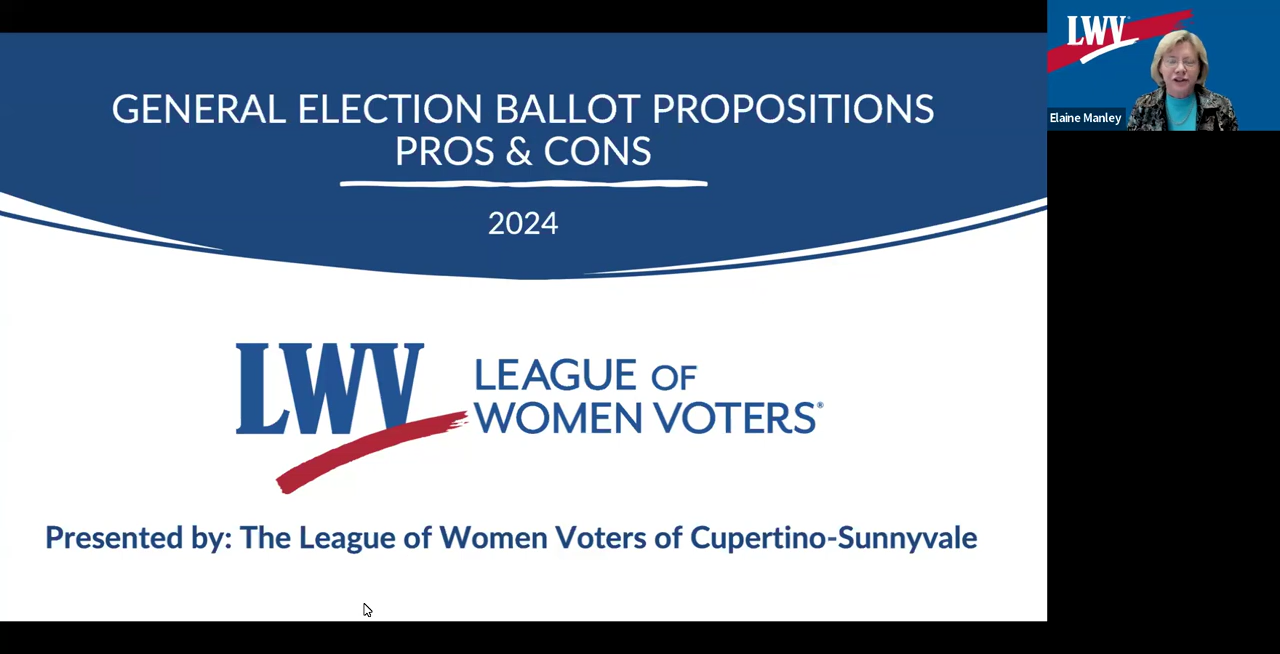 GENERAL ELECTION BALLOT PROPOSITIONS
PROS & CONS
2024
LWV
LEAGUE OF
WOMEN VOTERS®
Presented by: The League of Women Voters of Cupertino-Sunnyvale
LWV
Elaine Manley